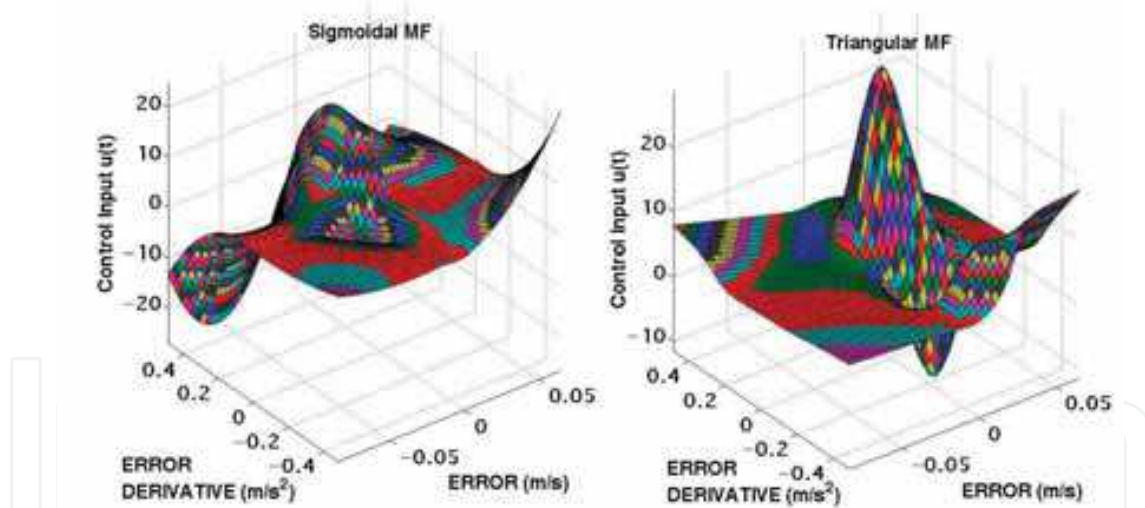 Sigmoidal MF
Control Input u(t)
20
10
0
-10
-20
0.4
0.2
0
-0.2
-0.4
ERROR
DERIVATIVE (m/s²)
-0.05
0
0.05
ERROR (m/s)
Triangular MF
Control Input u(t)
20
10
0
-10
0.4
0.2
0
-0.2
-0.4
ERROR
DERIVATIVE (m/s²)
-0.05
0
0.05
ERROR (m/s)